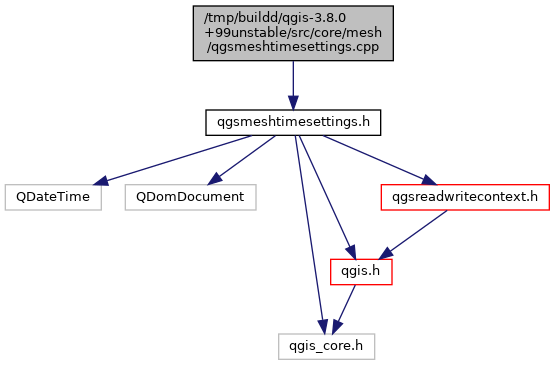 /tmp/buildd/qgis-3.8.0
+99unstable/src/core/mesh
/qgsmeshtimesettings.cpp
qgsmeshtimesettings.h
QDateTime
QDomDocument
qgsreadwritecontext.h
qgis.h
qgis_core.h